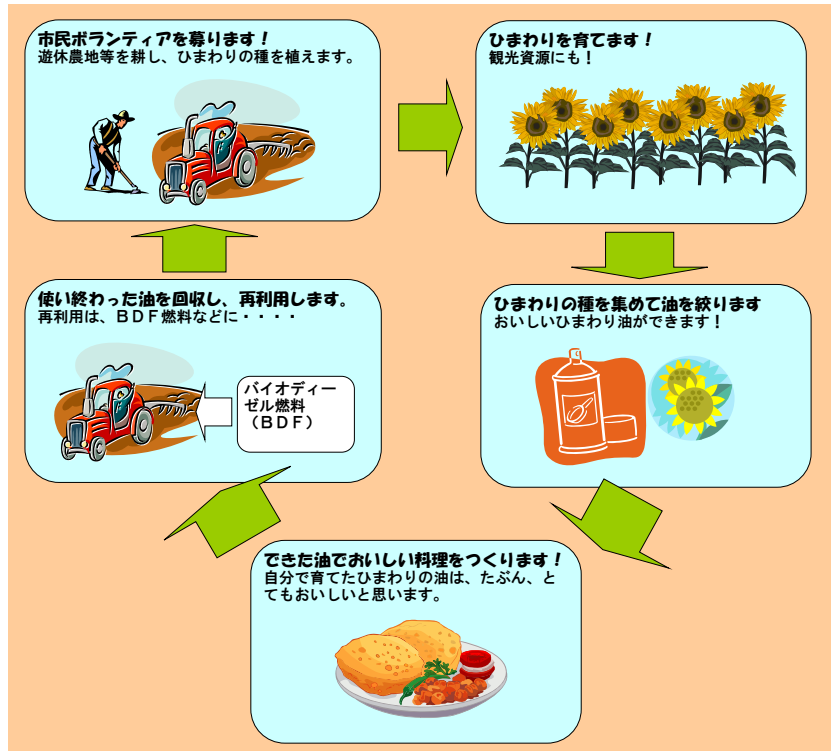 市民ボランティアを募ります！
遊休農地等を耕し、ひまわりの種を植えます。
ひまわりを育てます！
観光資源にも！
ひまわりの種を集めて油を絞ります
おいしいひまわり油ができます！
できた油でおいしい料理をつくります！
自分で育てたひまわりの油は、たぶん、と
てもおいしいと思います。
使い終わった油を回収し、再利用します。
再利用は、ＢＤＦ燃料などに・・・・
バイオディー
ゼル燃料
（ＢＤＦ）